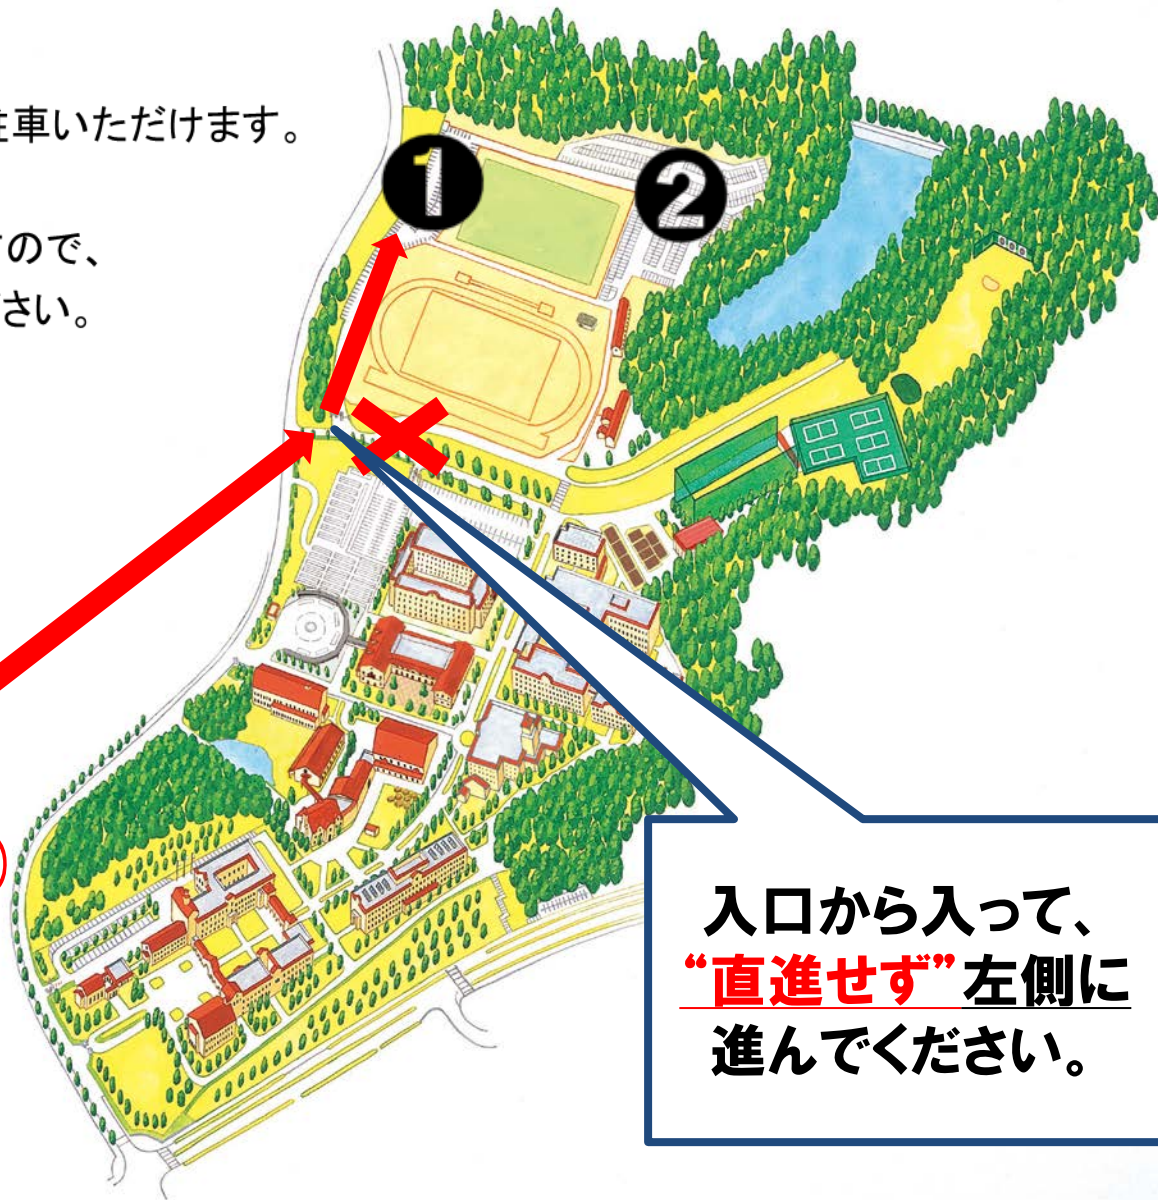 車いただけます。
1
2
ので、
さい。
入口から入って、
“直進せず”左側に
進んでください。